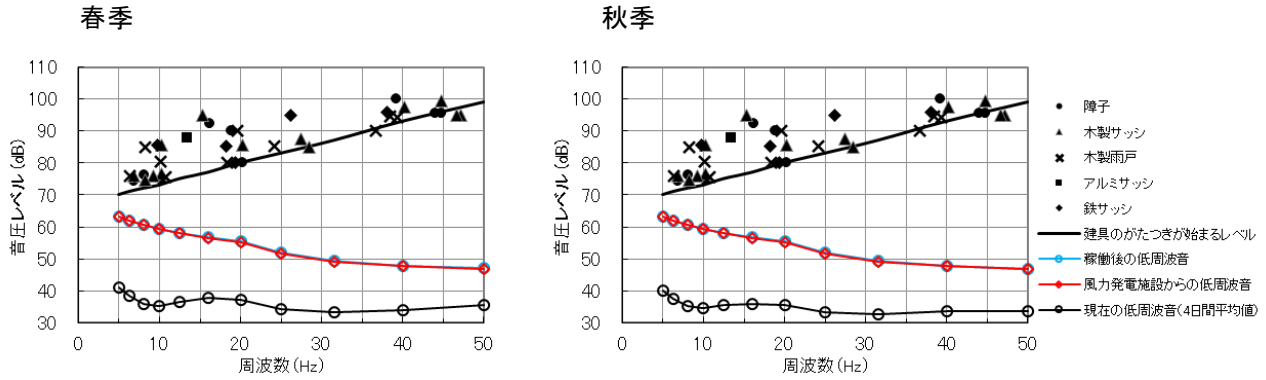 春季
秋季
110
100
90
80
70
60
50
40
30
音圧レベル(dB)
0
10
20
30
40
50
周波数(Hz)
110
100
90
80
70
60
50
40
30
音圧レベル(dB)
0
10
20
30
40
50
周波数(Hz)
障子
木製サッシ
木製雨戸
アルミサッシ
鉄サッシ
建具のがたつきが始まるレベル
稼働後の低周波音
風力発電施設からの低周波音
現在の低周波音(4日間平均値)